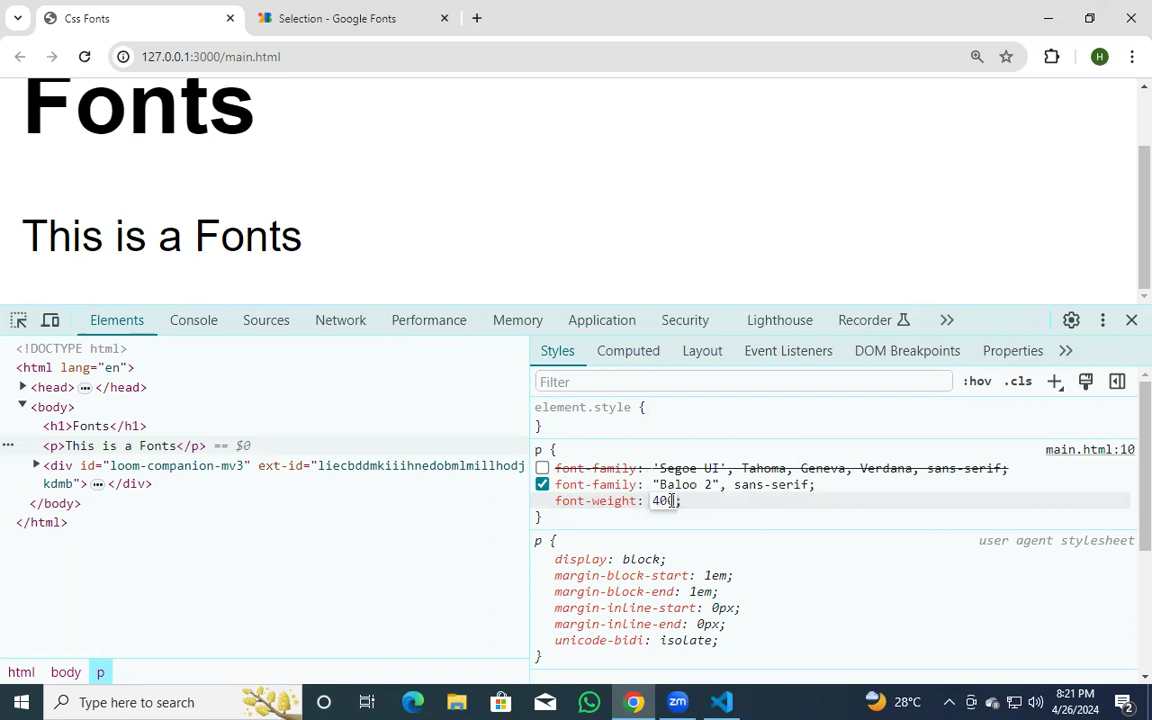 Css Fonts
Selection - Google Fonts
127.0.0.1:3000/main.html
H
Fonts
This is a Fonts
Elements
Console
Sources
Network
Performance
Memory
Application
Security
Lighthouse
Recorder
<!DOCTYPE html>
<html lang="en">
<head> … </head>
<body>
<h1>Fonts</h1>
<p>This is a Fonts</p> == $0
<div id="loom-companion-mv3" ext-id="liecbddmkiiihnedobmlmillhodj
kdmb"> … </div>
</body>
</html>
html body p
Styles
Computed
Layout
Event Listeners
DOM Breakpoints
Properties
Filter
:hov .cls
element.style {
}
p { main.html:10
font-family: 'Segoe UI', Tahoma, Geneva, Verdana, sans-serif;
font-family: "Baloo 2", sans-serif;
font-weight: 400;
}
p { user agent stylesheet
display: block;
margin-block-start: 1em;
margin-block-end: 1em;
margin-inline-start: 0px;
margin-inline-end: 0px;
unicode-bidi: isolate;
}
Type here to search
zm
28°C
8:21 PM
4/26/2024
2